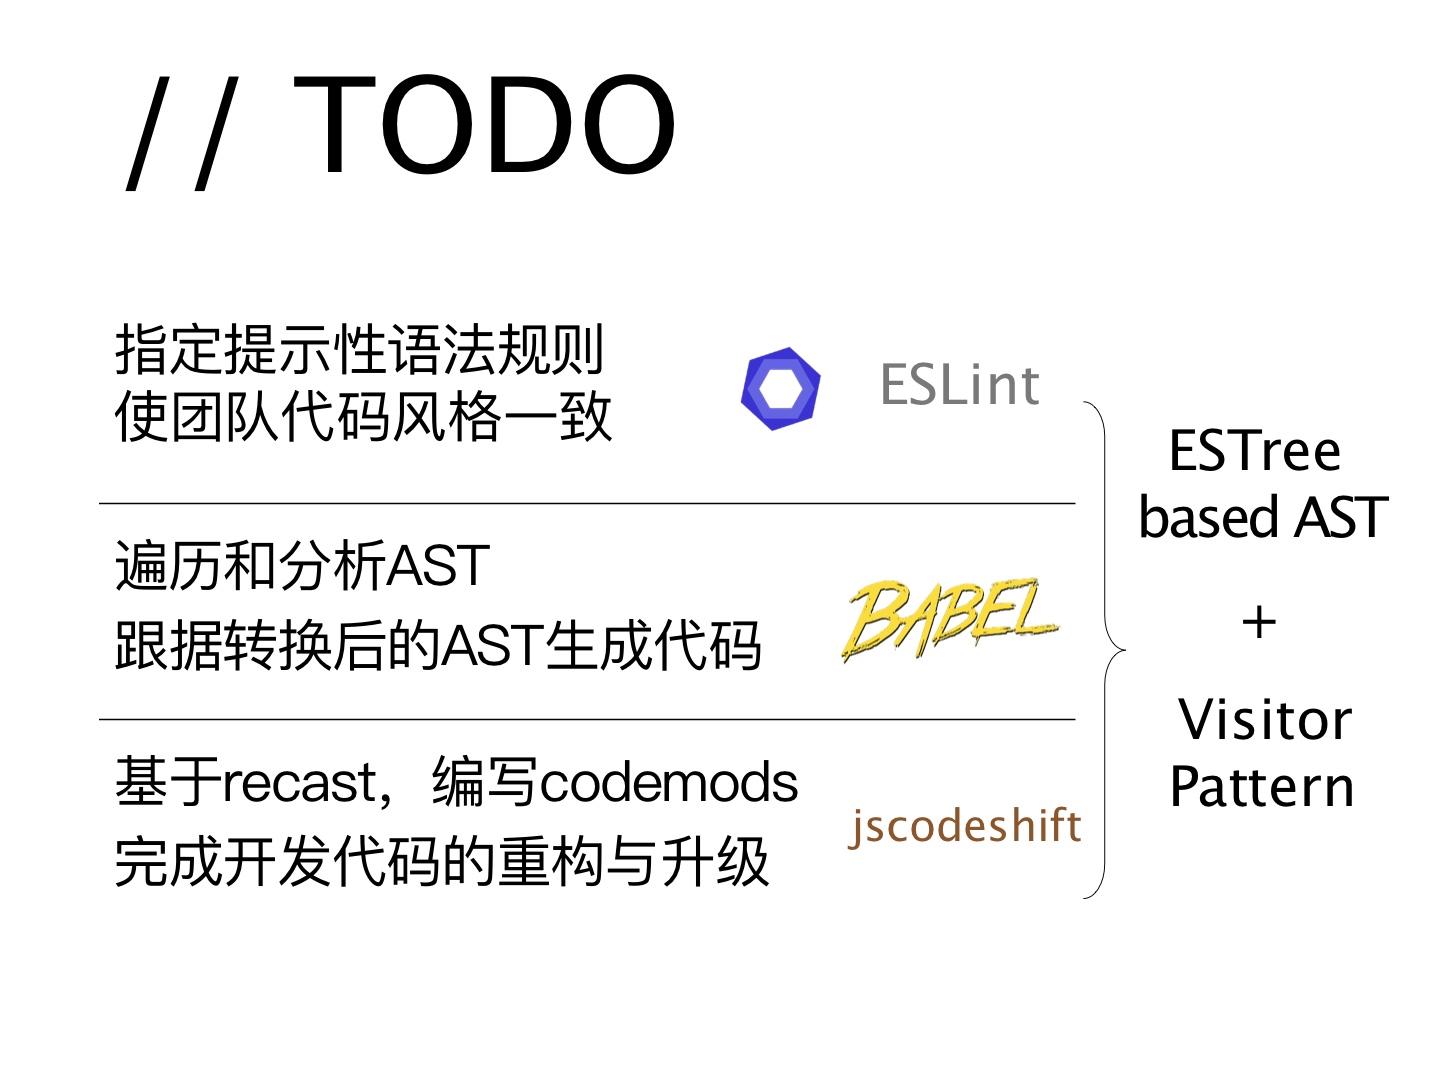 // TODO
指定提示性语法规则
使团队代码风格一致
ESLint
遍历和分析AST
跟据转换后的AST生成代码
BABEL
基于recast，编写codemods
完成开发代码的重构与升级
jscodeshift
ESTree
based AST
+
Visitor
Pattern